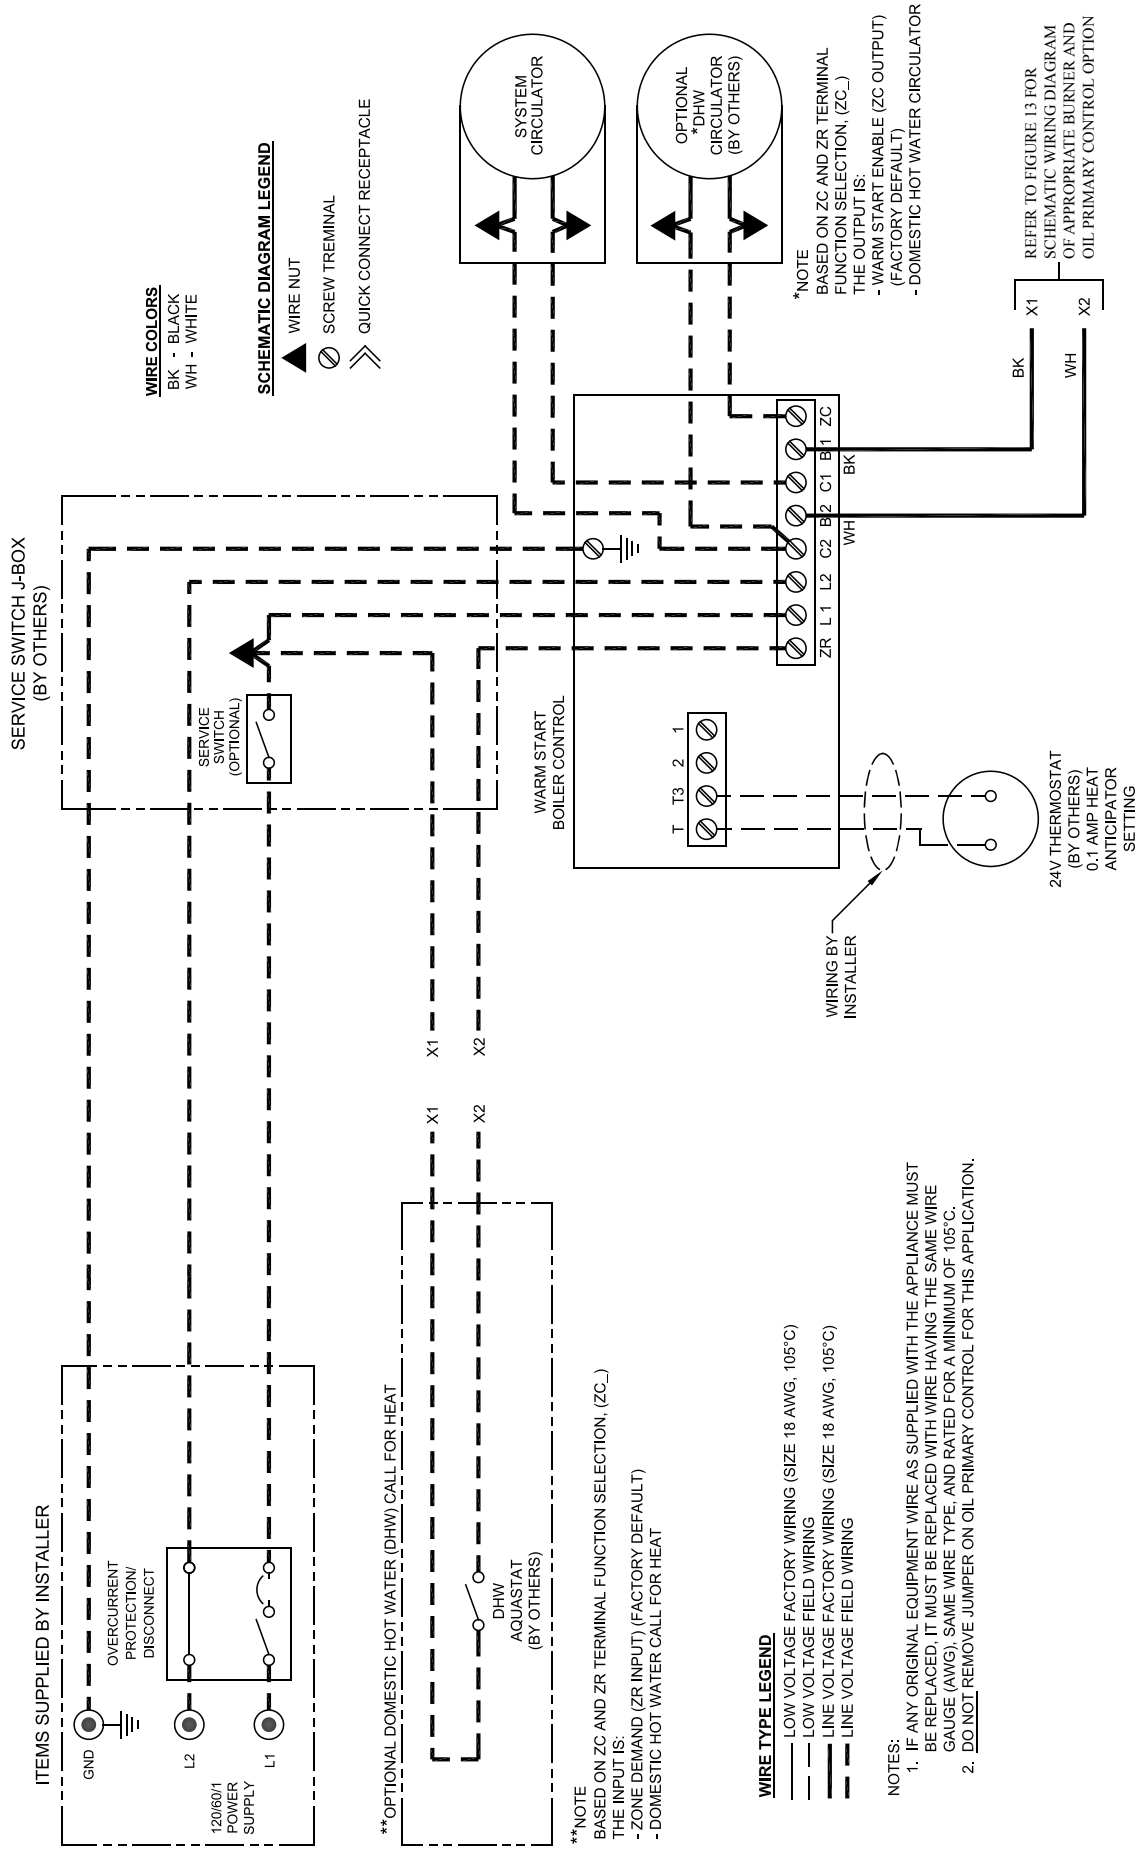 ITEMS SUPPLIED BY INSTALLER
GND
L2
L1
120/60/1
POWER
SUPPLY
OVERCURRENT
PROTECTION/
DISCONNECT
SERVICE SWITCH J-BOX
(BY OTHERS)
SERVICE
SWITCH
(OPTIONAL)
WIRE COLORS
BK - BLACK
WH - WHITE
SCHEMATIC DIAGRAM LEGEND
WIRE NUT
SCREW TREMINAL
QUICK CONNECT RECEPTACLE
**OPTIONAL DOMESTIC HOT WATER (DHW) CALL FOR HEAT
X1
X2
X1
X2
DHW
AQUASTAT
(BY OTHERS)
**NOTE
BASED ON ZC AND ZR TERMINAL FUNCTION SELECTION, (ZC_)
THE INPUT IS:
- ZONE DEMAND (ZR INPUT) (FACTORY DEFAULT)
- DOMESTIC HOT WATER CALL FOR HEAT
WARM START
BOILER CONTROL
T
T3
2
1
ZR
L 1
L2
C2
B 2
C1
B 1
ZC
WH
BK
SYSTEM
CIRCULATOR
OPTIONAL
*DHW
CIRCULATOR
(BY OTHERS)
*NOTE
BASED ON ZC AND ZR TERMINAL
FUNCTION SELECTION, (ZC_)
THE OUTPUT IS:
- WARM START ENABLE (ZC OUTPUT)
(FACTORY DEFAULT)
- DOMESTIC HOT WATER CIRCULATOR
BK
WH
X1
X2
REFER TO FIGURE 13 FOR
SCHEMATIC WIRING DIAGRAM
OF APPROPRIATE BURNER AND
OIL PRIMARY CONTROL OPTION
WIRING BY
INSTALLER
24V THERMOSTAT
(BY OTHERS)
0.1 AMP HEAT
ANTICIPATOR
SETTING
WIRE TYPE LEGEND
LOW VOLTAGE FACTORY WIRING (SIZE 18 AWG, 105°C)
LOW VOLTAGE FIELD WIRING
LINE VOLTAGE FACTORY WIRING (SIZE 18 AWG, 105°C)
LINE VOLTAGE FIELD WIRING
NOTES:
1. IF ANY ORIGINAL EQUIPMENT WIRE AS SUPPLIED WITH THE APPLIANCE MUST
BE REPLACED, IT MUST BE REPLACED WITH WIRE HAVING THE SAME WIRE
GAUGE (AWG), SAME WIRE TYPE, AND RATED FOR A MINIMUM OF 105°C.
2. DO NOT REMOVE JUMPER ON OIL PRIMARY CONTROL FOR THIS APPLICATION.